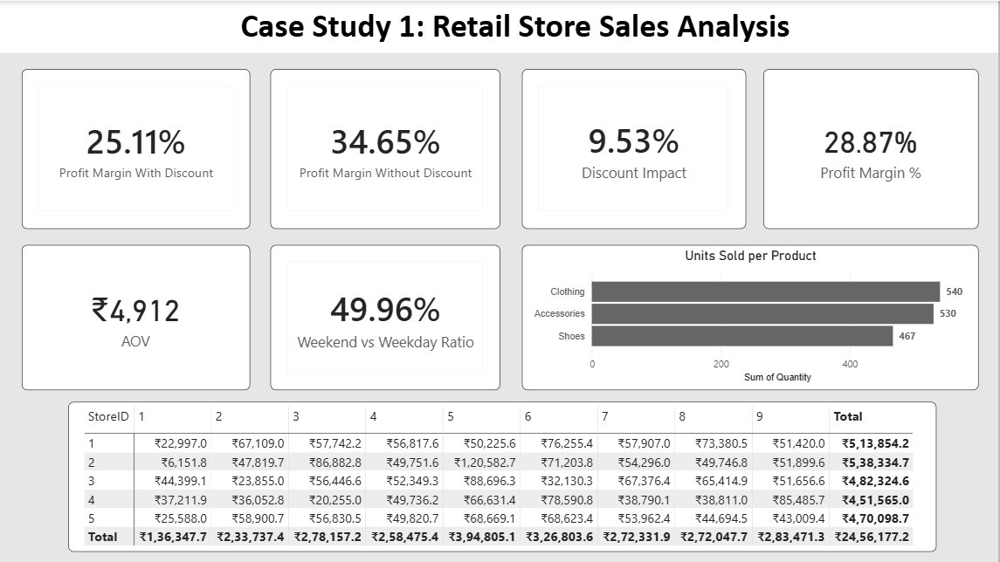 Case Study 1: Retail Store Sales Analysis
25.11%
Profit Margin With Discount
34.65%
Profit Margin Without Discount
9.53%
Discount Impact
28.87%
Profit Margin %
₹4,912
AOV
49.96%
Weekend vs Weekday Ratio
Units Sold per Product
Clothing 540
Accessories 530
Shoes 467
0 200 400
Sum of Quantity
StoreID 1 2 3 4 5 6 7 8 9 Total
1 ₹22,997.0 ₹67,109.0 ₹57,742.2 ₹56,817.6 ₹50,225.6 ₹76,255.4 ₹57,907.0 ₹73,380.5 ₹51,420.0 ₹5,13,854.2
2 ₹6,151.8 ₹47,819.7 ₹86,882.8 ₹49,751.6 ₹1,20,582.7 ₹71,203.8 ₹54,296.0 ₹49,746.8 ₹51,899.6 ₹5,38,334.7
3 ₹44,399.1 ₹23,855.0 ₹56,446.6 ₹52,349.3 ₹88,696.3 ₹32,130.3 ₹67,376.4 ₹65,414.9 ₹51,656.6 ₹4,82,324.6
4 ₹37,211.9 ₹36,052.8 ₹20,255.0 ₹49,736.2 ₹66,631.4 ₹78,590.8 ₹38,790.1 ₹38,811.0 ₹85,485.7 ₹4,51,565.0
5 ₹25,588.0 ₹58,900.7 ₹56,830.5 ₹49,820.7 ₹68,669.1 ₹68,623.4 ₹53,962.4 ₹44,694.5 ₹43,009.4 ₹4,70,098.7
Total ₹1,36,347.7 ₹2,33,737.4 ₹2,78,157.2 ₹2,58,475.4 ₹3,94,805.1 ₹3,26,803.6 ₹2,72,331.9 ₹2,72,047.7 ₹2,83,471.3 ₹24,56,177.2